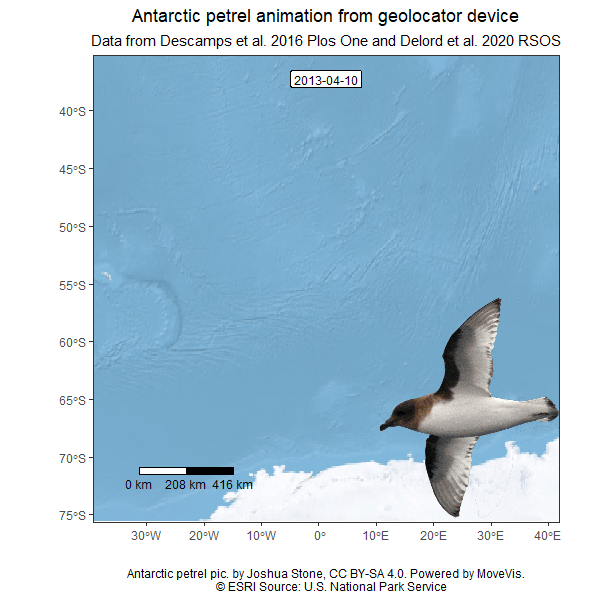 Antarctic petrel animation from geolocator device
Data from Descamps et al. 2016 Plos One and Delord et al. 2020 RSOS
2013-04-10
40°S
45°S
50°S
55°S
60°S
65°S
70°S
75°S
0 km 208 km 416 km
30°W 20°W 10°W 0° 10°E 20°E 30°E 40°E
Antarctic petrel pic. by Joshua Stone, CC BY-SA 4.0. Powered by MoveVis.
© ESRI Source: U.S. National Park Service